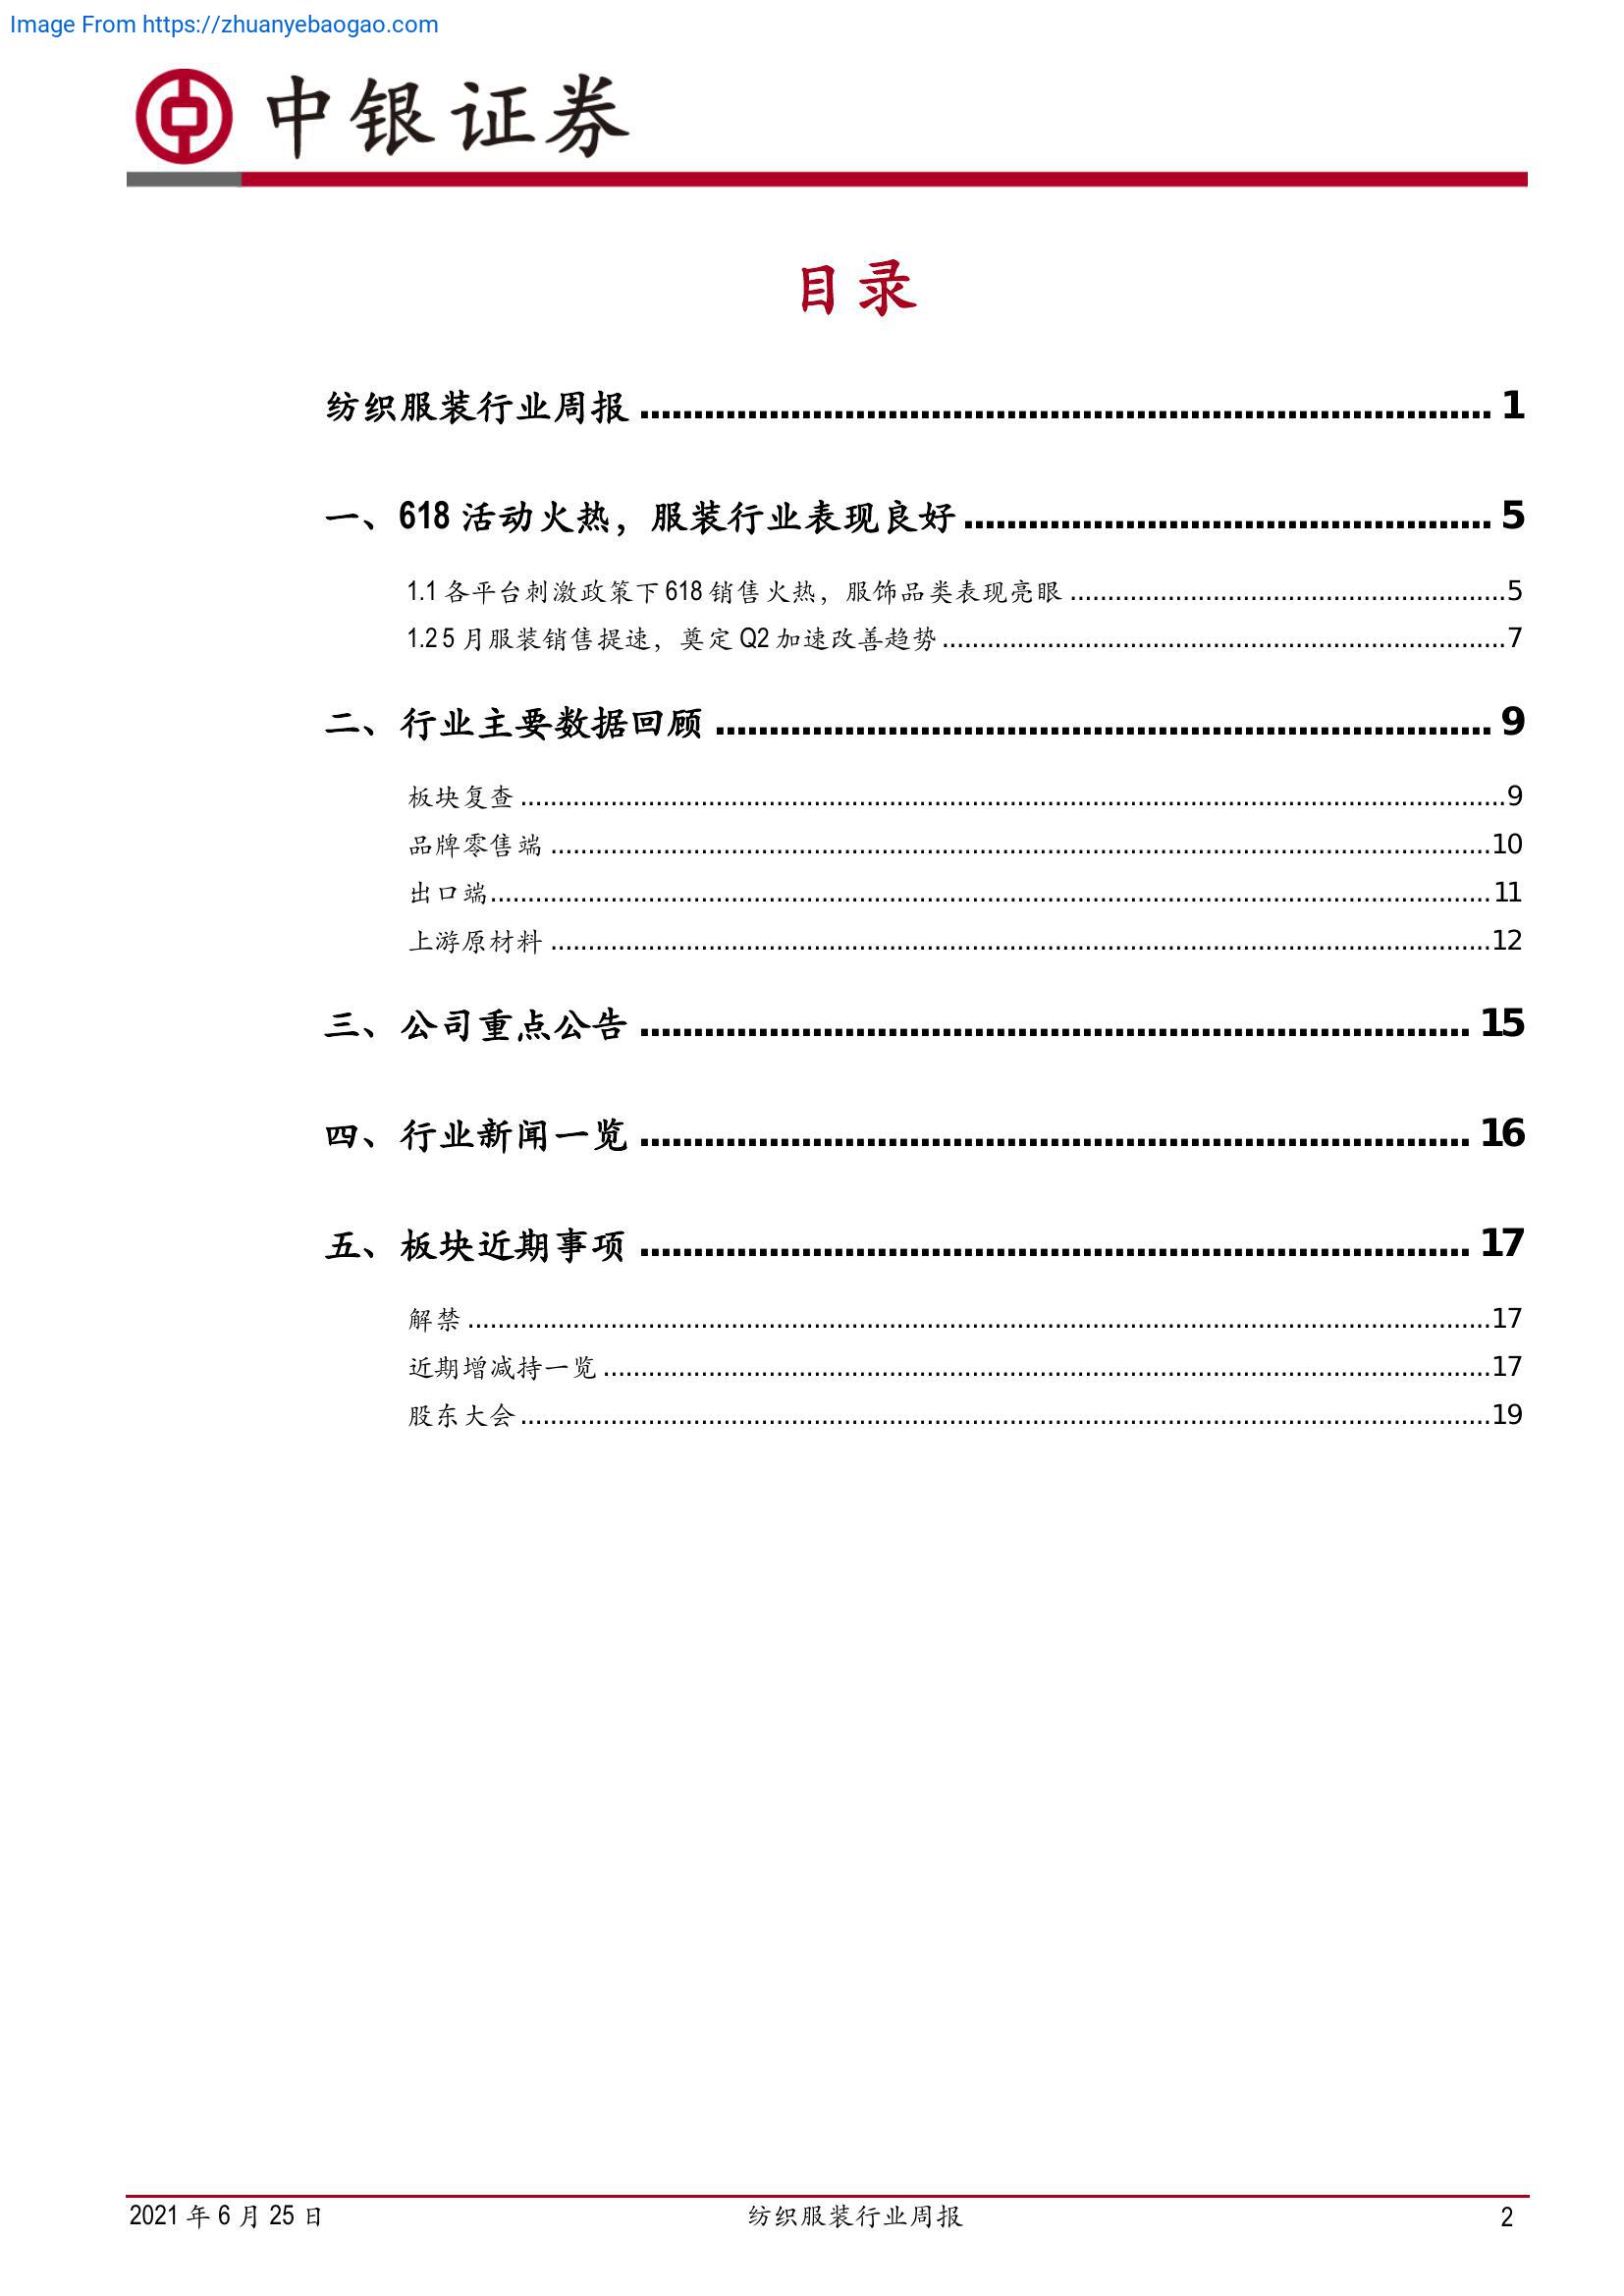 Image From https://zhuanyebaogao.com
中银证券
目录
纺织服装行业周报 ........ 1
一、618 活动火热，服装行业表现良好 ........ 5
1.1 各平台刺激政策下 618 销售火热，服饰品类表现亮眼 ........ 5
1.2 5 月服装销售提速，奠定 Q2 加速改善趋势 ........ 7
二、行业主要数据回顾 ........ 9
板块复查 ........ 9
品牌零售端 ........ 10
出口端 ........ 11
上游原材料 ........ 12
三、公司重点公告 ........ 15
四、行业新闻一览 ........ 16
五、板块近期事项 ........ 17
解禁 ........ 17
近期增减持一览 ........ 17
股东大会 ........ 19
2021 年 6 月 25 日 纺织服装行业周报 2